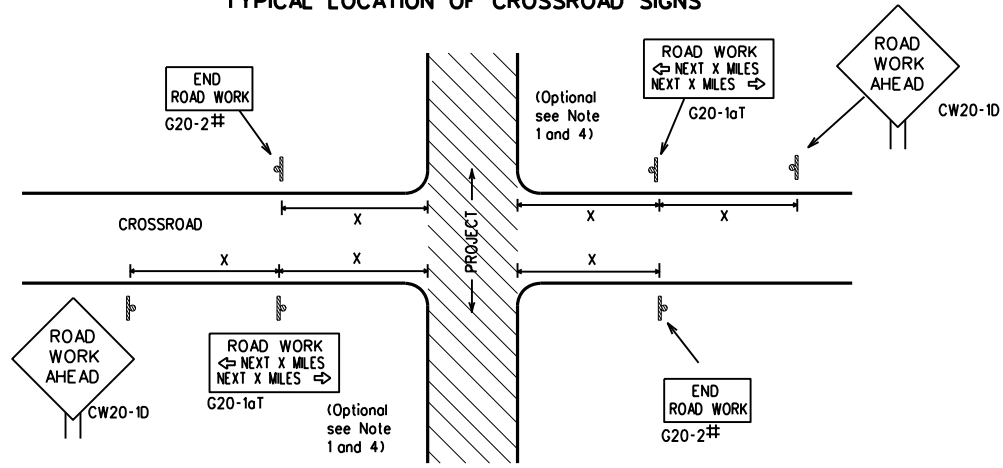 TYPICAL LOCATION OF CROSSROAD SIGNS
END
ROAD WORK
G20-2#
(Optional
see Note
1 and 4)
ROAD WORK
⇦ NEXT X MILES
NEXT X MILES ⇨
G20-1aT
ROAD
WORK
AHEAD
CW20-1D
X
X
X
CROSSROAD
PROJECT
X
X
X
ROAD
WORK
AHEAD
CW20-1D
ROAD WORK
⇦ NEXT X MILES
NEXT X MILES ⇨
G20-1aT
(Optional
see Note
1 and 4)
END
ROAD WORK
G20-2#